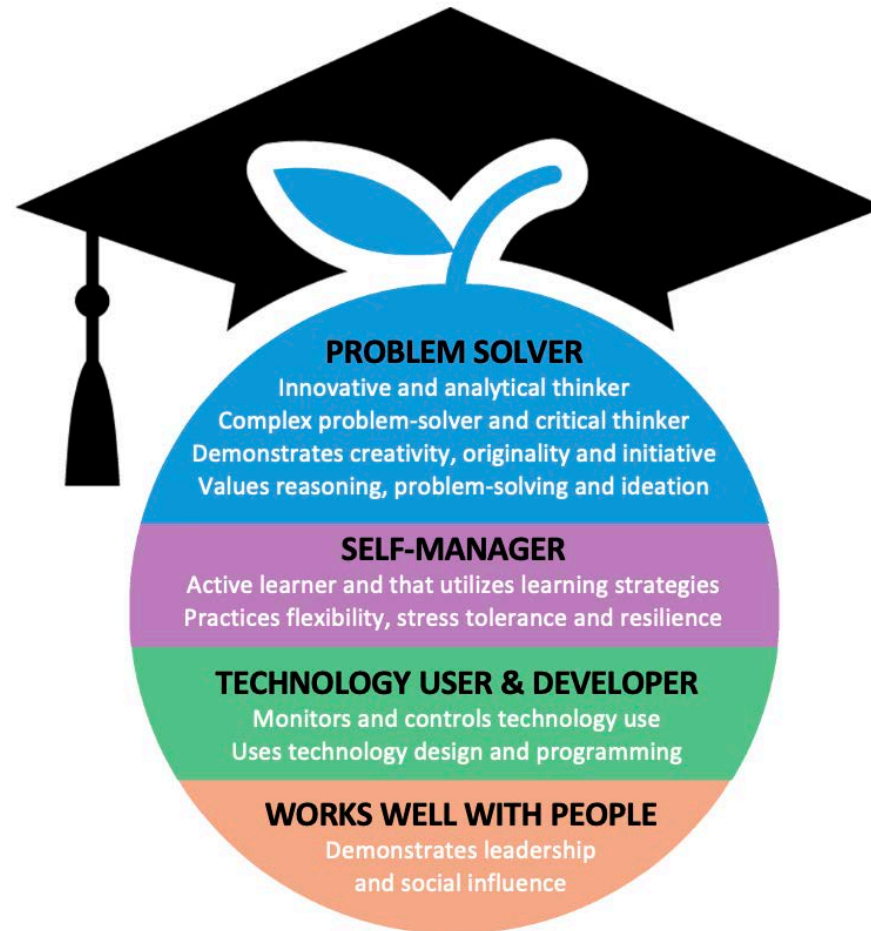 PROBLEM SOLVER
Innovative and analytical thinker
Complex problem-solver and critical thinker
Demonstrates creativity, originality and initiative
Values reasoning, problem-solving and ideation
SELF-MANAGER
Active learner and that utilizes learning strategies
Practices flexibility, stress tolerance and resilience
TECHNOLOGY USER & DEVELOPER
Monitors and controls technology use
Uses technology design and programming
WORKS WELL WITH PEOPLE
Demonstrates leadership
and social influence